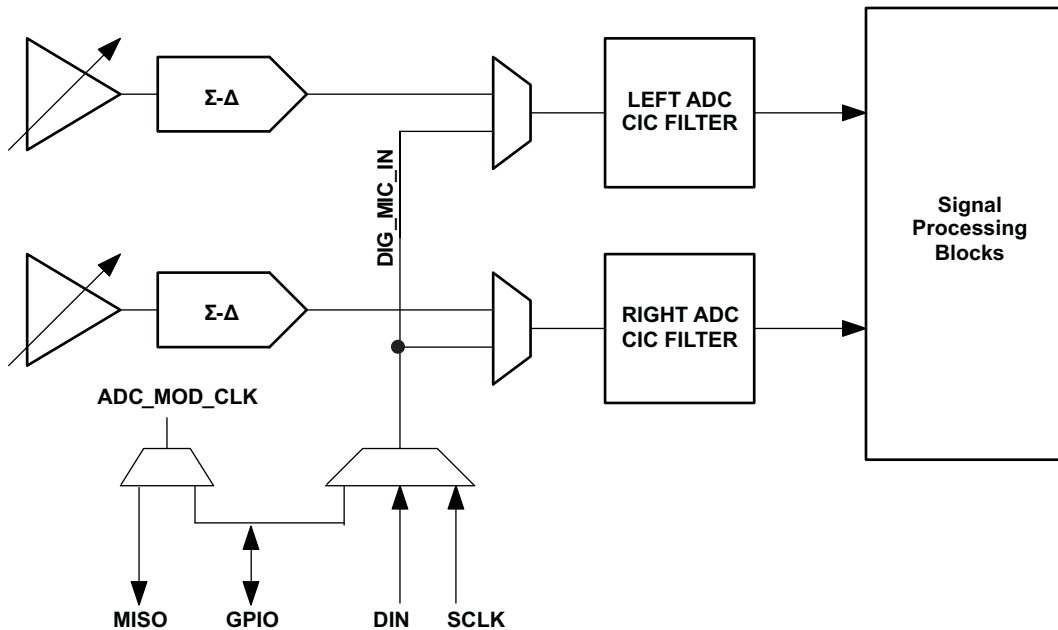 Σ-Δ
LEFT ADC
CIC FILTER
Signal
Processing
Blocks
DIG_MIC_IN
Σ-Δ
RIGHT ADC
CIC FILTER
ADC_MOD_CLK
MISO
GPIO
DIN
SCLK